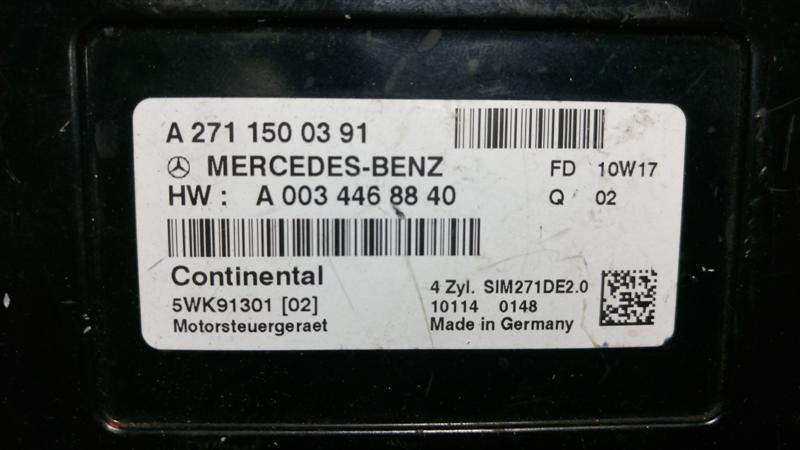 A 271 150 03 91
MERCEDES-BENZ
FD 10W17
HW : A 003 446 88 40
Q 02
Continental
5WK91301 [02]
Motorsteuergeraet
4 Zyl. SIM271DE2.0
10114 0148
Made in Germany